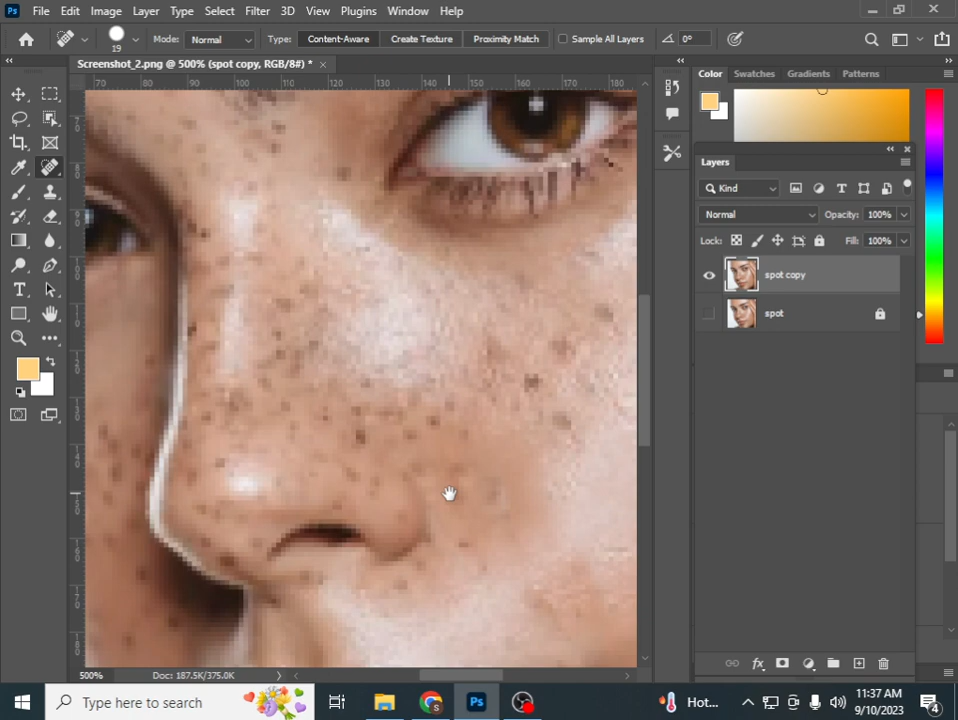 Ps File Edit Image Layer Type Select Filter 3D View Plugins Window Help
19 Mode: Normal Type: Content-Aware Create Texture Proximity Match Sample All Layers 0°
Screenshot_2.png @ 500% (spot copy, RGB/8#) *
70 80 90 100 110 120 130 140 150 160 170 180
Color Swatches Gradients Patterns
Layers
Kind
Normal Opacity: 100%
Lock: Fill: 100%
spot copy
spot
500% Doc: 187.5K/375.0K
Type here to search
Ps
Hot...
11:37 AM
9/10/2023
4